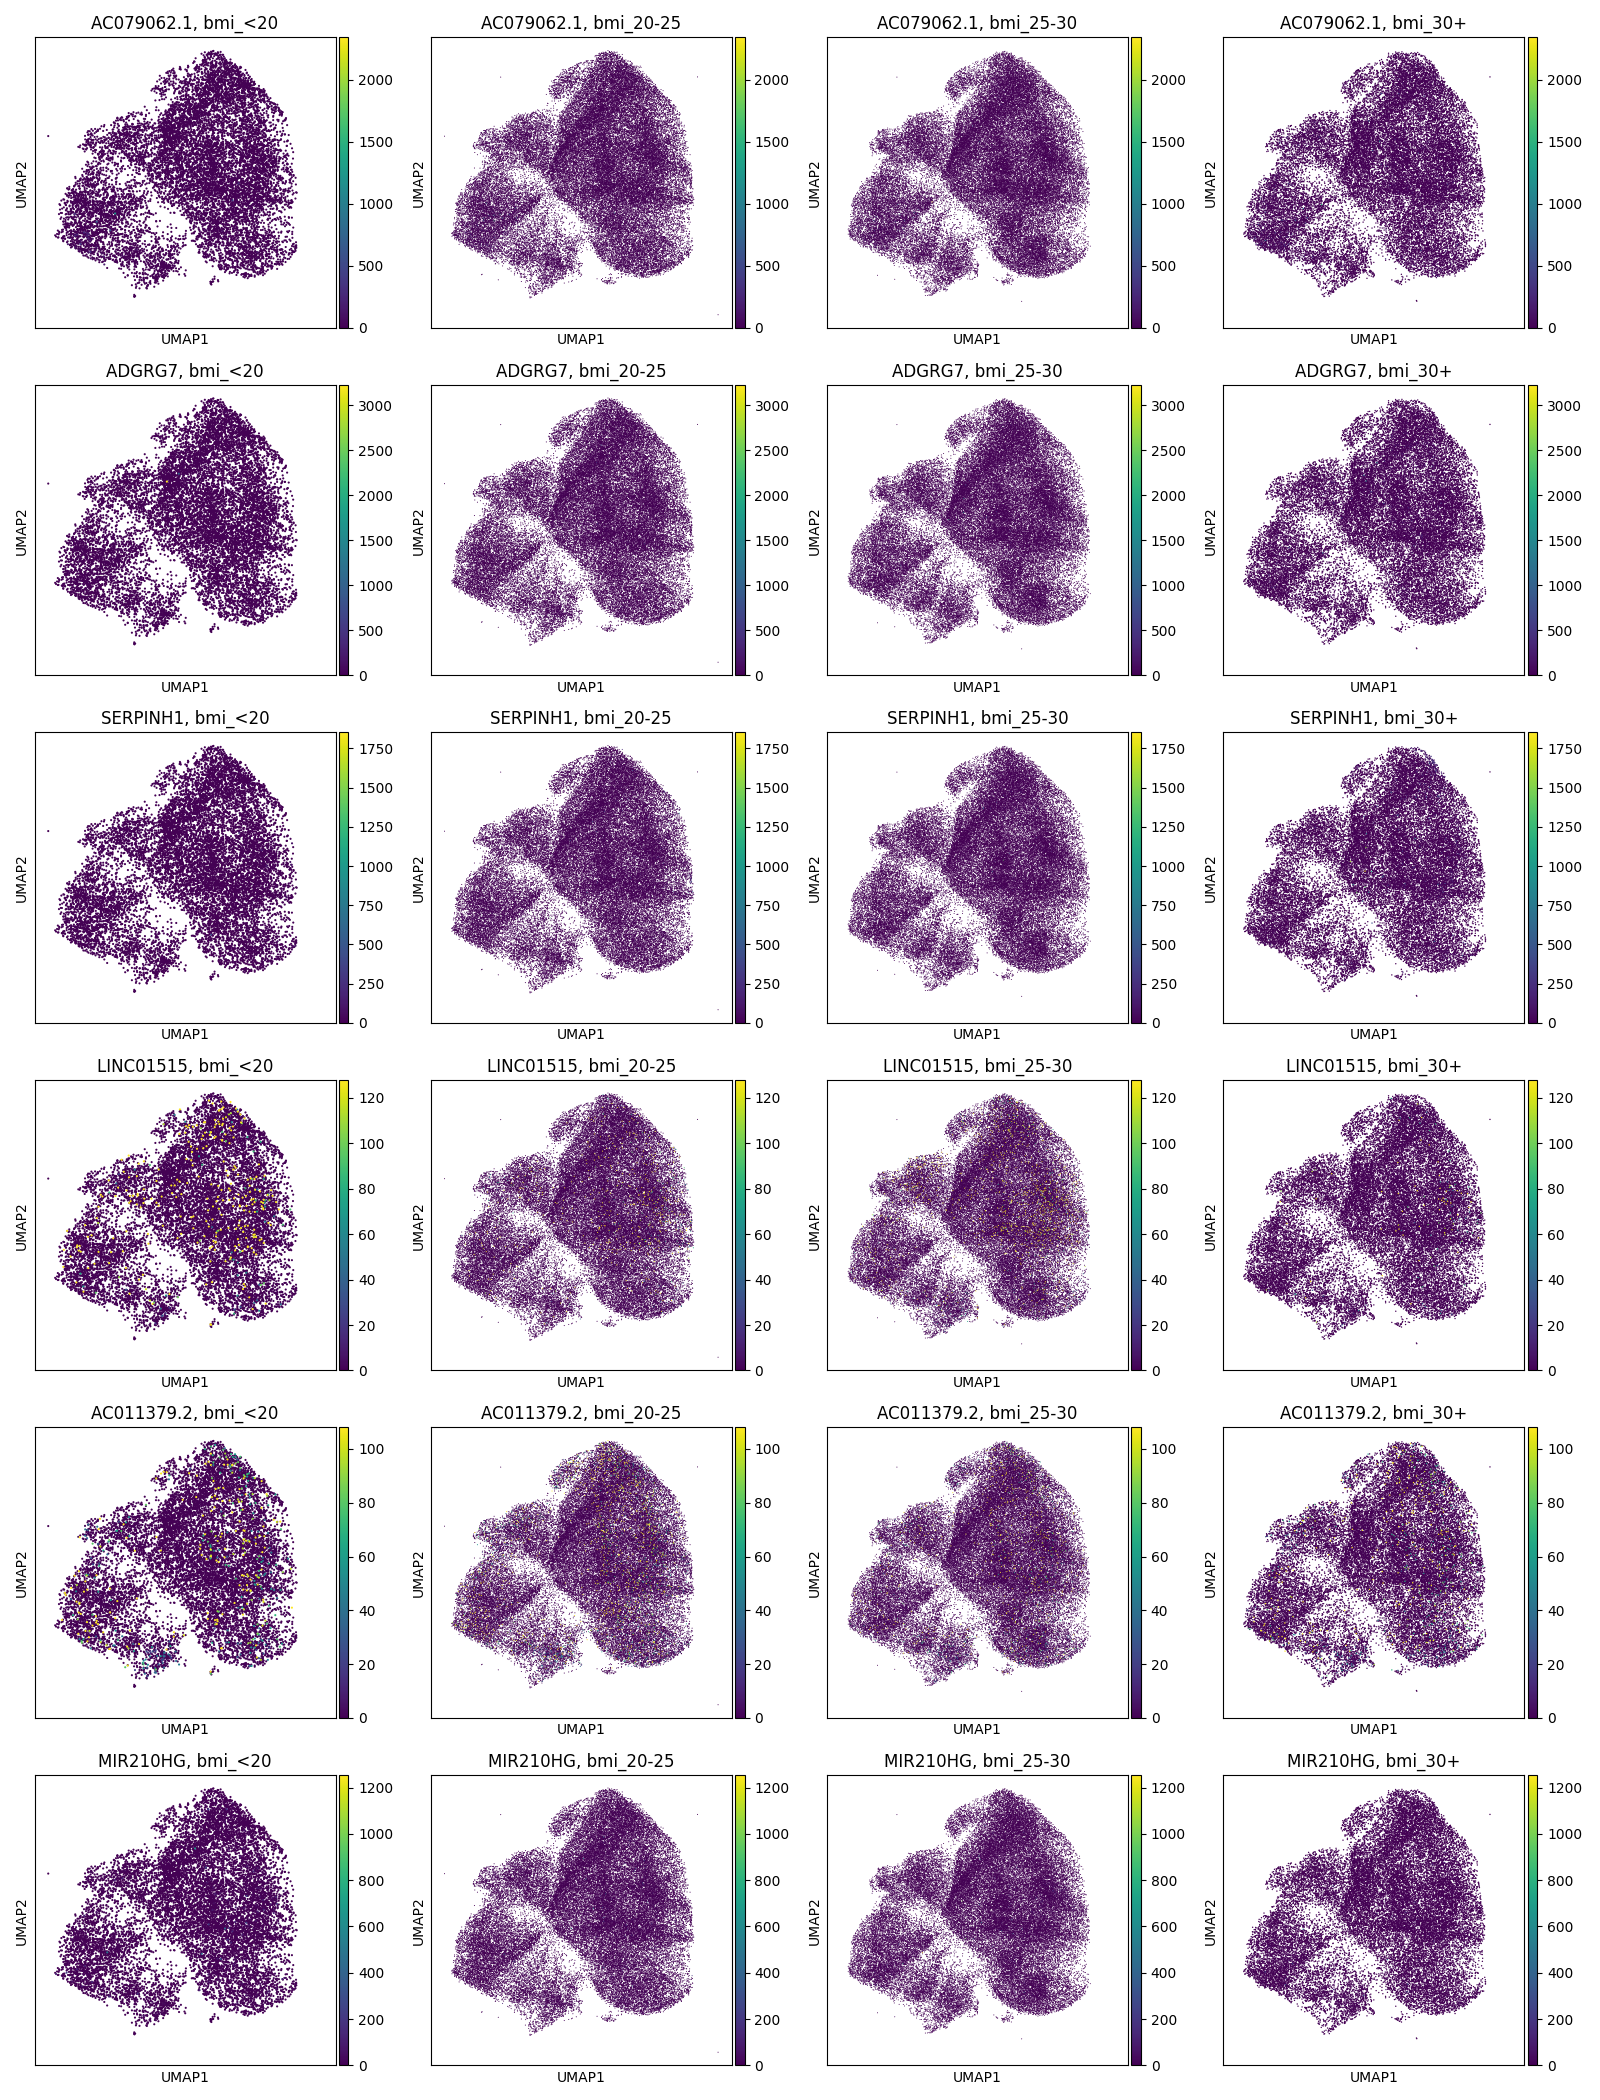 AC079062.1, bmi_<20
AC079062.1, bmi_20-25
AC079062.1, bmi_25-30
AC079062.1, bmi_30+
UMAP2
UMAP1
2000
1500
1000
500
0
UMAP2
UMAP1
2000
1500
1000
500
0
UMAP2
UMAP1
2000
1500
1000
500
0
UMAP2
UMAP1
2000
1500
1000
500
0
ADGRG7, bmi_<20
ADGRG7, bmi_20-25
ADGRG7, bmi_25-30
ADGRG7, bmi_30+
UMAP2
UMAP1
3000
2500
2000
1500
1000
500
0
UMAP2
UMAP1
3000
2500
2000
1500
1000
500
0
UMAP2
UMAP1
3000
2500
2000
1500
1000
500
0
UMAP2
UMAP1
3000
2500
2000
1500
1000
500
0
SERPINH1, bmi_<20
SERPINH1, bmi_20-25
SERPINH1, bmi_25-30
SERPINH1, bmi_30+
UMAP2
UMAP1
1750
1500
1250
1000
750
500
250
0
UMAP2
UMAP1
1750
1500
1250
1000
750
500
250
0
UMAP2
UMAP1
1750
1500
1250
1000
750
500
250
0
UMAP2
UMAP1
1750
1500
1250
1000
750
500
250
0
LINC01515, bmi_<20
LINC01515, bmi_20-25
LINC01515, bmi_25-30
LINC01515, bmi_30+
UMAP2
UMAP1
120
100
80
60
40
20
0
UMAP2
UMAP1
120
100
80
60
40
20
0
UMAP2
UMAP1
120
100
80
60
40
20
0
UMAP2
UMAP1
120
100
80
60
40
20
0
AC011379.2, bmi_<20
AC011379.2, bmi_20-25
AC011379.2, bmi_25-30
AC011379.2, bmi_30+
UMAP2
UMAP1
100
80
60
40
20
0
UMAP2
UMAP1
100
80
60
40
20
0
UMAP2
UMAP1
100
80
60
40
20
0
UMAP2
UMAP1
100
80
60
40
20
0
MIR210HG, bmi_<20
MIR210HG, bmi_20-25
MIR210HG, bmi_25-30
MIR210HG, bmi_30+
UMAP2
UMAP1
1200
1000
800
600
400
200
0
UMAP2
UMAP1
1200
1000
800
600
400
200
0
UMAP2
UMAP1
1200
1000
800
600
400
200
0
UMAP2
UMAP1
1200
1000
800
600
400
200
0